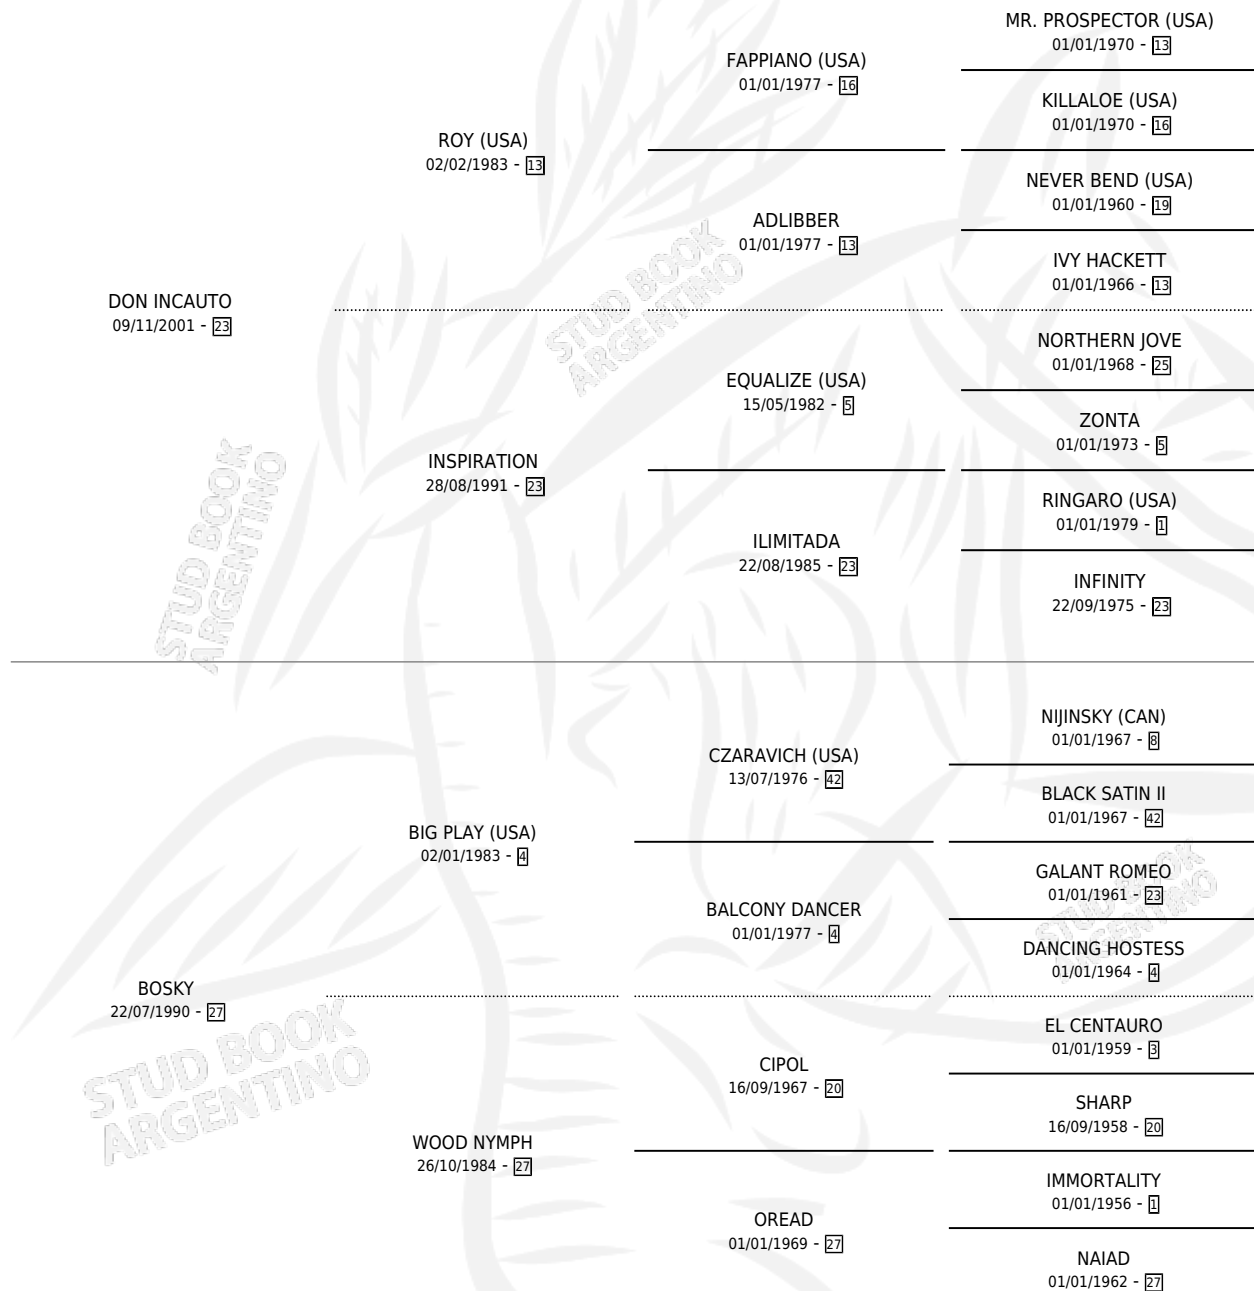 MR. PROSPECTOR (USA)
01/01/1970 - 13
FAPPIANO (USA)
01/01/1977 - 16
KILLALOE (USA)
01/01/1970 - 16
ROY (USA)
02/02/1983 - 13
NEVER BEND (USA)
01/01/1960 - 19
ADLIBBER
01/01/1977 - 13
IVY HACKETT
01/01/1966 - 13
DON INCAUTO
09/11/2001 - 23
NORTHERN JOVE
01/01/1968 - 25
EQUALIZE (USA)
15/05/1982 - 5
ZONTA
01/01/1973 - 5
INSPIRATION
28/08/1991 - 23
RINGARO (USA)
01/01/1979 - 1
ILIMITADA
22/08/1985 - 23
INFINITY
22/09/1975 - 23
NIJINSKY (CAN)
01/01/1967 - 8
CZARAVICH (USA)
13/07/1976 - 42
BLACK SATIN II
01/01/1967 - 42
BIG PLAY (USA)
02/01/1983 - 4
GALANT ROMEO
01/01/1961 - 23
BALCONY DANCER
01/01/1977 - 4
DANCING HOSTESS
01/01/1964 - 4
BOSKY
22/07/1990 - 27
EL CENTAURO
01/01/1959 - 3
CIPOL
16/09/1967 - 20
SHARP
16/09/1958 - 20
WOOD NYMPH
26/10/1984 - 27
IMMORTALITY
01/01/1956 - 1
OREAD
01/01/1969 - 27
NAIAD
01/01/1962 - 27
STUD BOOK
ARGENTINO
STUD BOOK
ARGENTINO
STUD BOOK
ARGENTINO
STUD BOOK
ARGENTINO